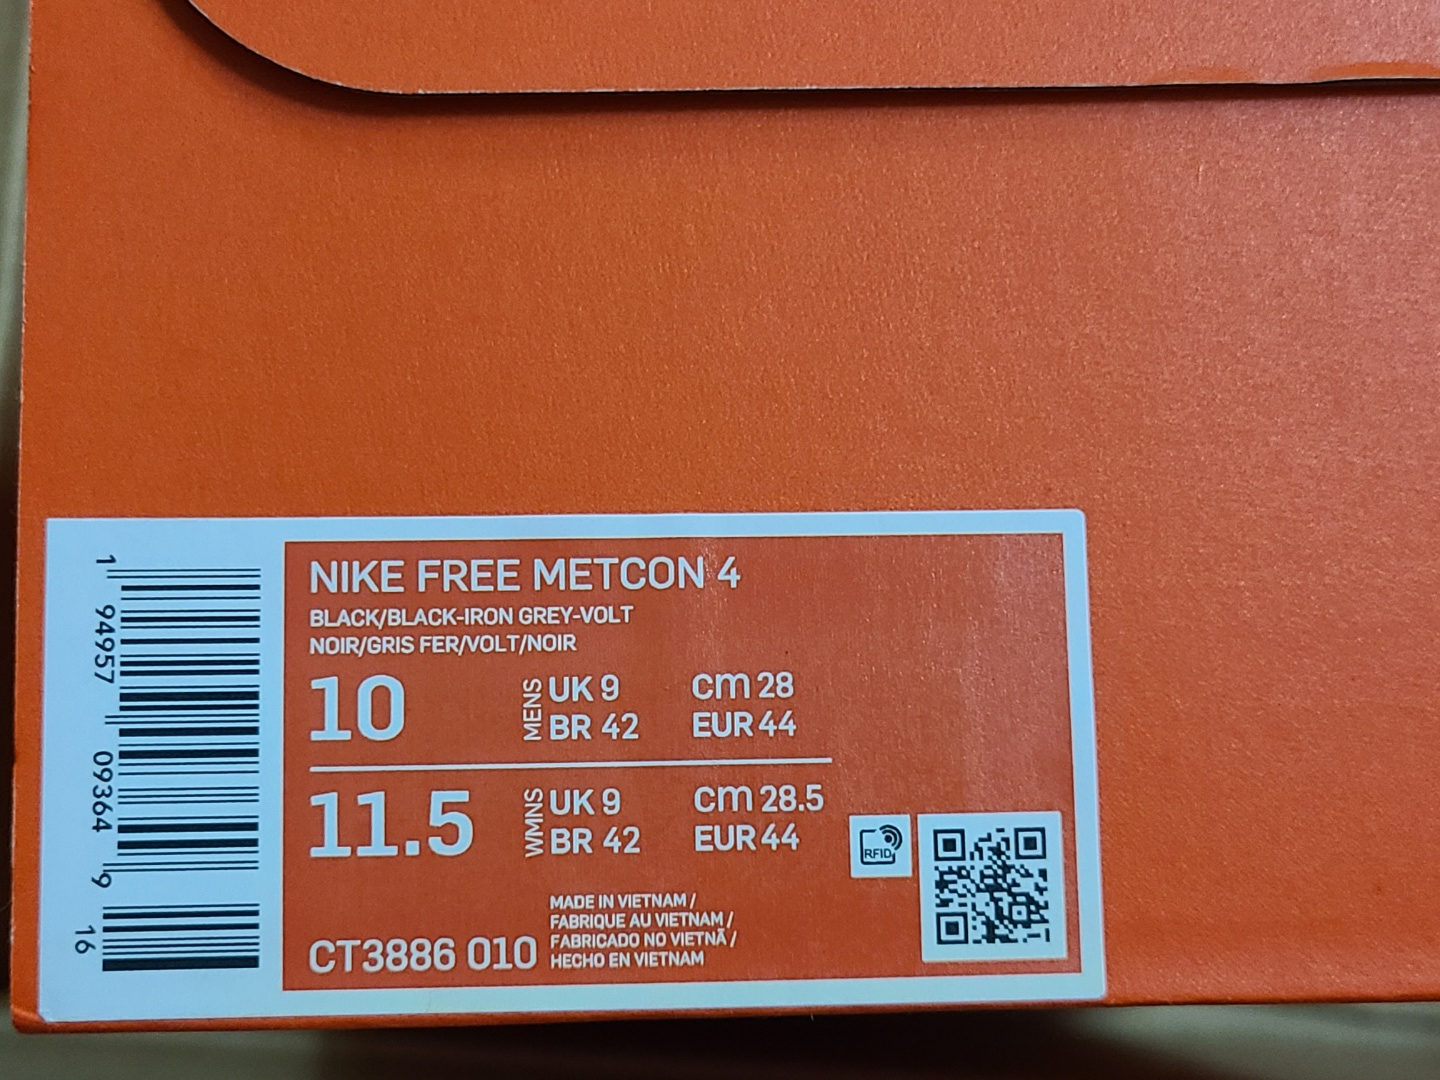 NIKE FREE METCON 4
BLACK/BLACK-IRON GREY-VOLT
NOIR/GRIS FER/VOLT/NOIR
10 MENS UK 9 cm 28
BR 42 EUR 44
11.5 WMNS UK 9 cm 28.5
BR 42 EUR 44
RFID
MADE IN VIETNAM /
FABRIQUE AU VIETNAM /
FABRICADO NO VIETNÃ /
HECHO EN VIETNAM
CT3886 010
1 94957 09364 9 16